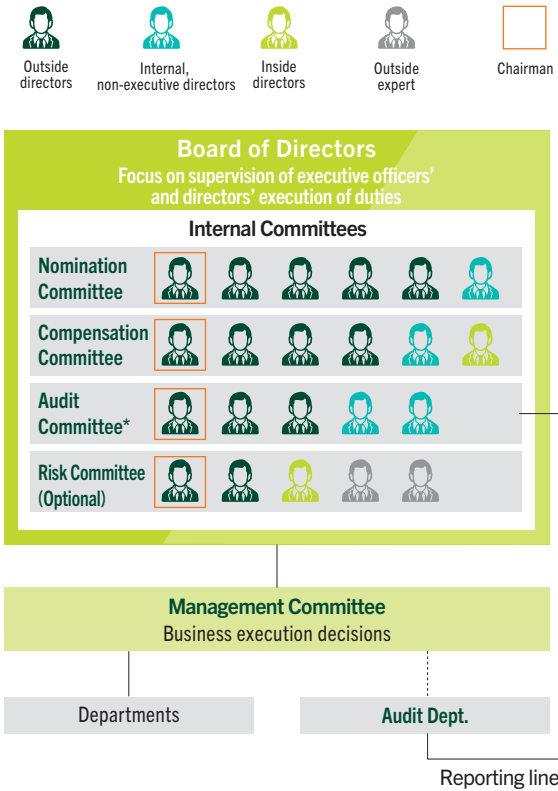 Outside
directors
Internal,
non-executive directors
Inside
directors
Outside
expert
Chairman
Board of Directors
Focus on supervision of executive officers'
and directors' execution of duties
Internal Committees
Nomination
Committee
Compensation
Committee
Audit
Committee*
Risk Committee
(Optional)
Management Committee
Business execution decisions
Departments
Audit Dept.
Reporting line